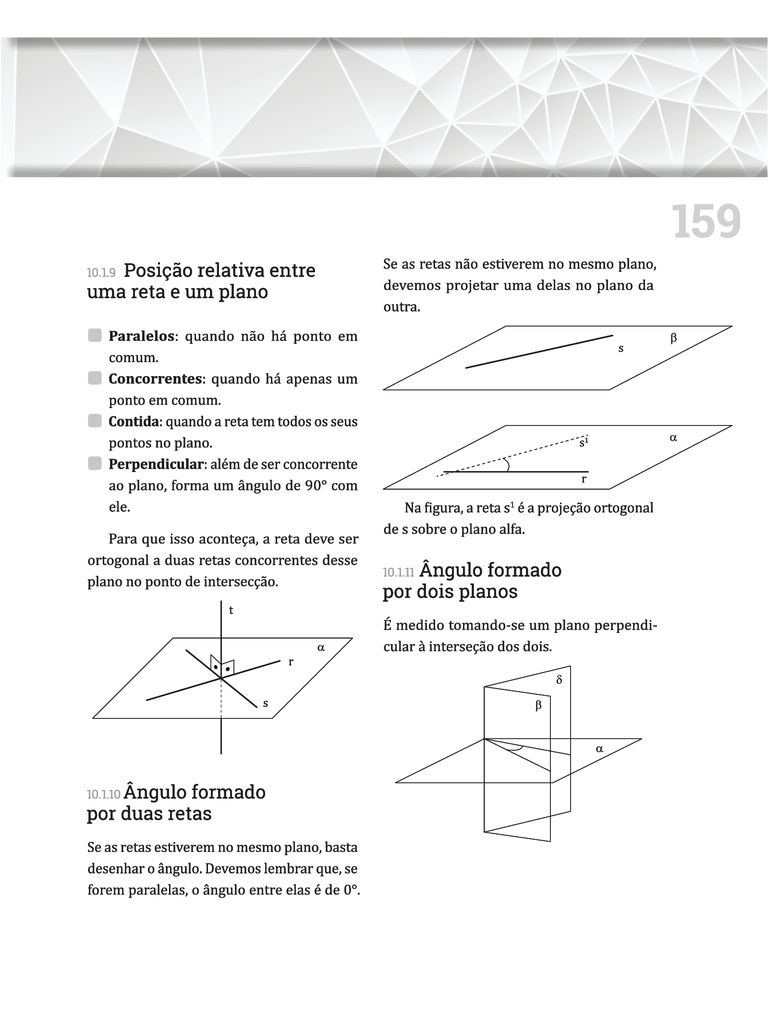 159
10.1.9 Posição relativa entre
uma reta e um plano
Paralelos: quando não há ponto em
comum.
Concorrentes: quando há apenas um
ponto em comum.
Contida: quando a reta tem todos os seus
pontos no plano.
Perpendicular: além de ser concorrente
ao plano, forma um ângulo de 90° com
ele.
Para que isso aconteça, a reta deve ser
ortogonal a duas retas concorrentes desse
plano no ponto de intersecção.
t
α
r
s
10.1.10 Ângulo formado
por duas retas
Se as retas estiverem no mesmo plano, basta
desenhar o ângulo. Devemos lembrar que, se
forem paralelas, o ângulo entre elas é de 0°.
Se as retas não estiverem no mesmo plano,
devemos projetar uma delas no plano da
outra.
β
s
α
s¹
r
Na figura, a reta s¹ é a projeção ortogonal
de s sobre o plano alfa.
10.1.11 Ângulo formado
por dois planos
É medido tomando-se um plano perpendi-
cular à interseção dos dois.
δ
β
α